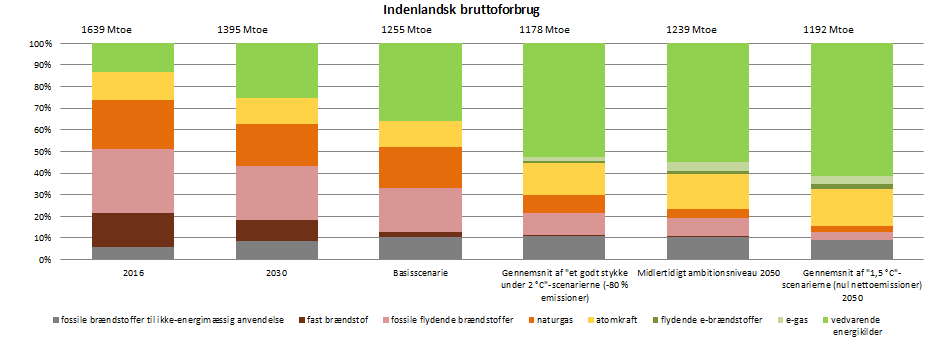 Indenlandsk bruttoforbrug
1639 Mtoe 1395 Mtoe 1255 Mtoe 1178 Mtoe 1239 Mtoe 1192 Mtoe
100%
90%
80%
70%
60%
50%
40%
30%
20%
10%
0%
2016 2030 Basisscenarie Gennemsnit af "et godt stykke Midlertidigt ambitionsniveau 2050 Gennemsnit af "1,5 °C"-
under 2 °C"-scenarierne (-80 % scenarierne (nul nettoemissioner)
emissioner) 2050
fossile brændstoffer til ikke-energimæssig anvendelse fast brændstof fossile flydende brændstoffer naturgas atomkraft flydende e-brændstoffer e-gas vedvarende
energikilder